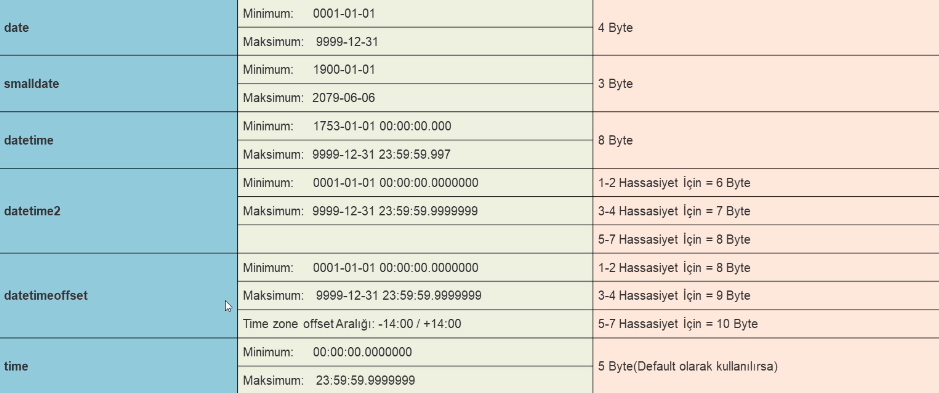 date
Minimum: 0001-01-01
Maksimum: 9999-12-31
4 Byte
smalldate
Minimum: 1900-01-01
Maksimum: 2079-06-06
3 Byte
datetime
Minimum: 1753-01-01 00:00:00.000
Maksimum: 9999-12-31 23:59:59.997
8 Byte
datetime2
Minimum: 0001-01-01 00:00:00.0000000
1-2 Hassasiyet İçin = 6 Byte
Maksimum: 9999-12-31 23:59:59.9999999
3-4 Hassasiyet İçin = 7 Byte
5-7 Hassasiyet İçin = 8 Byte
datetimeoffset
Minimum: 0001-01-01 00:00:00.0000000
1-2 Hassasiyet İçin = 8 Byte
Maksimum: 9999-12-31 23:59:59.9999999
3-4 Hassasiyet İçin = 9 Byte
Time zone offset Aralığı: -14:00 / +14:00
5-7 Hassasiyet İçin = 10 Byte
time
Minimum: 00:00:00.0000000
Maksimum: 23:59:59.9999999
5 Byte(Default olarak kullanılırsa)